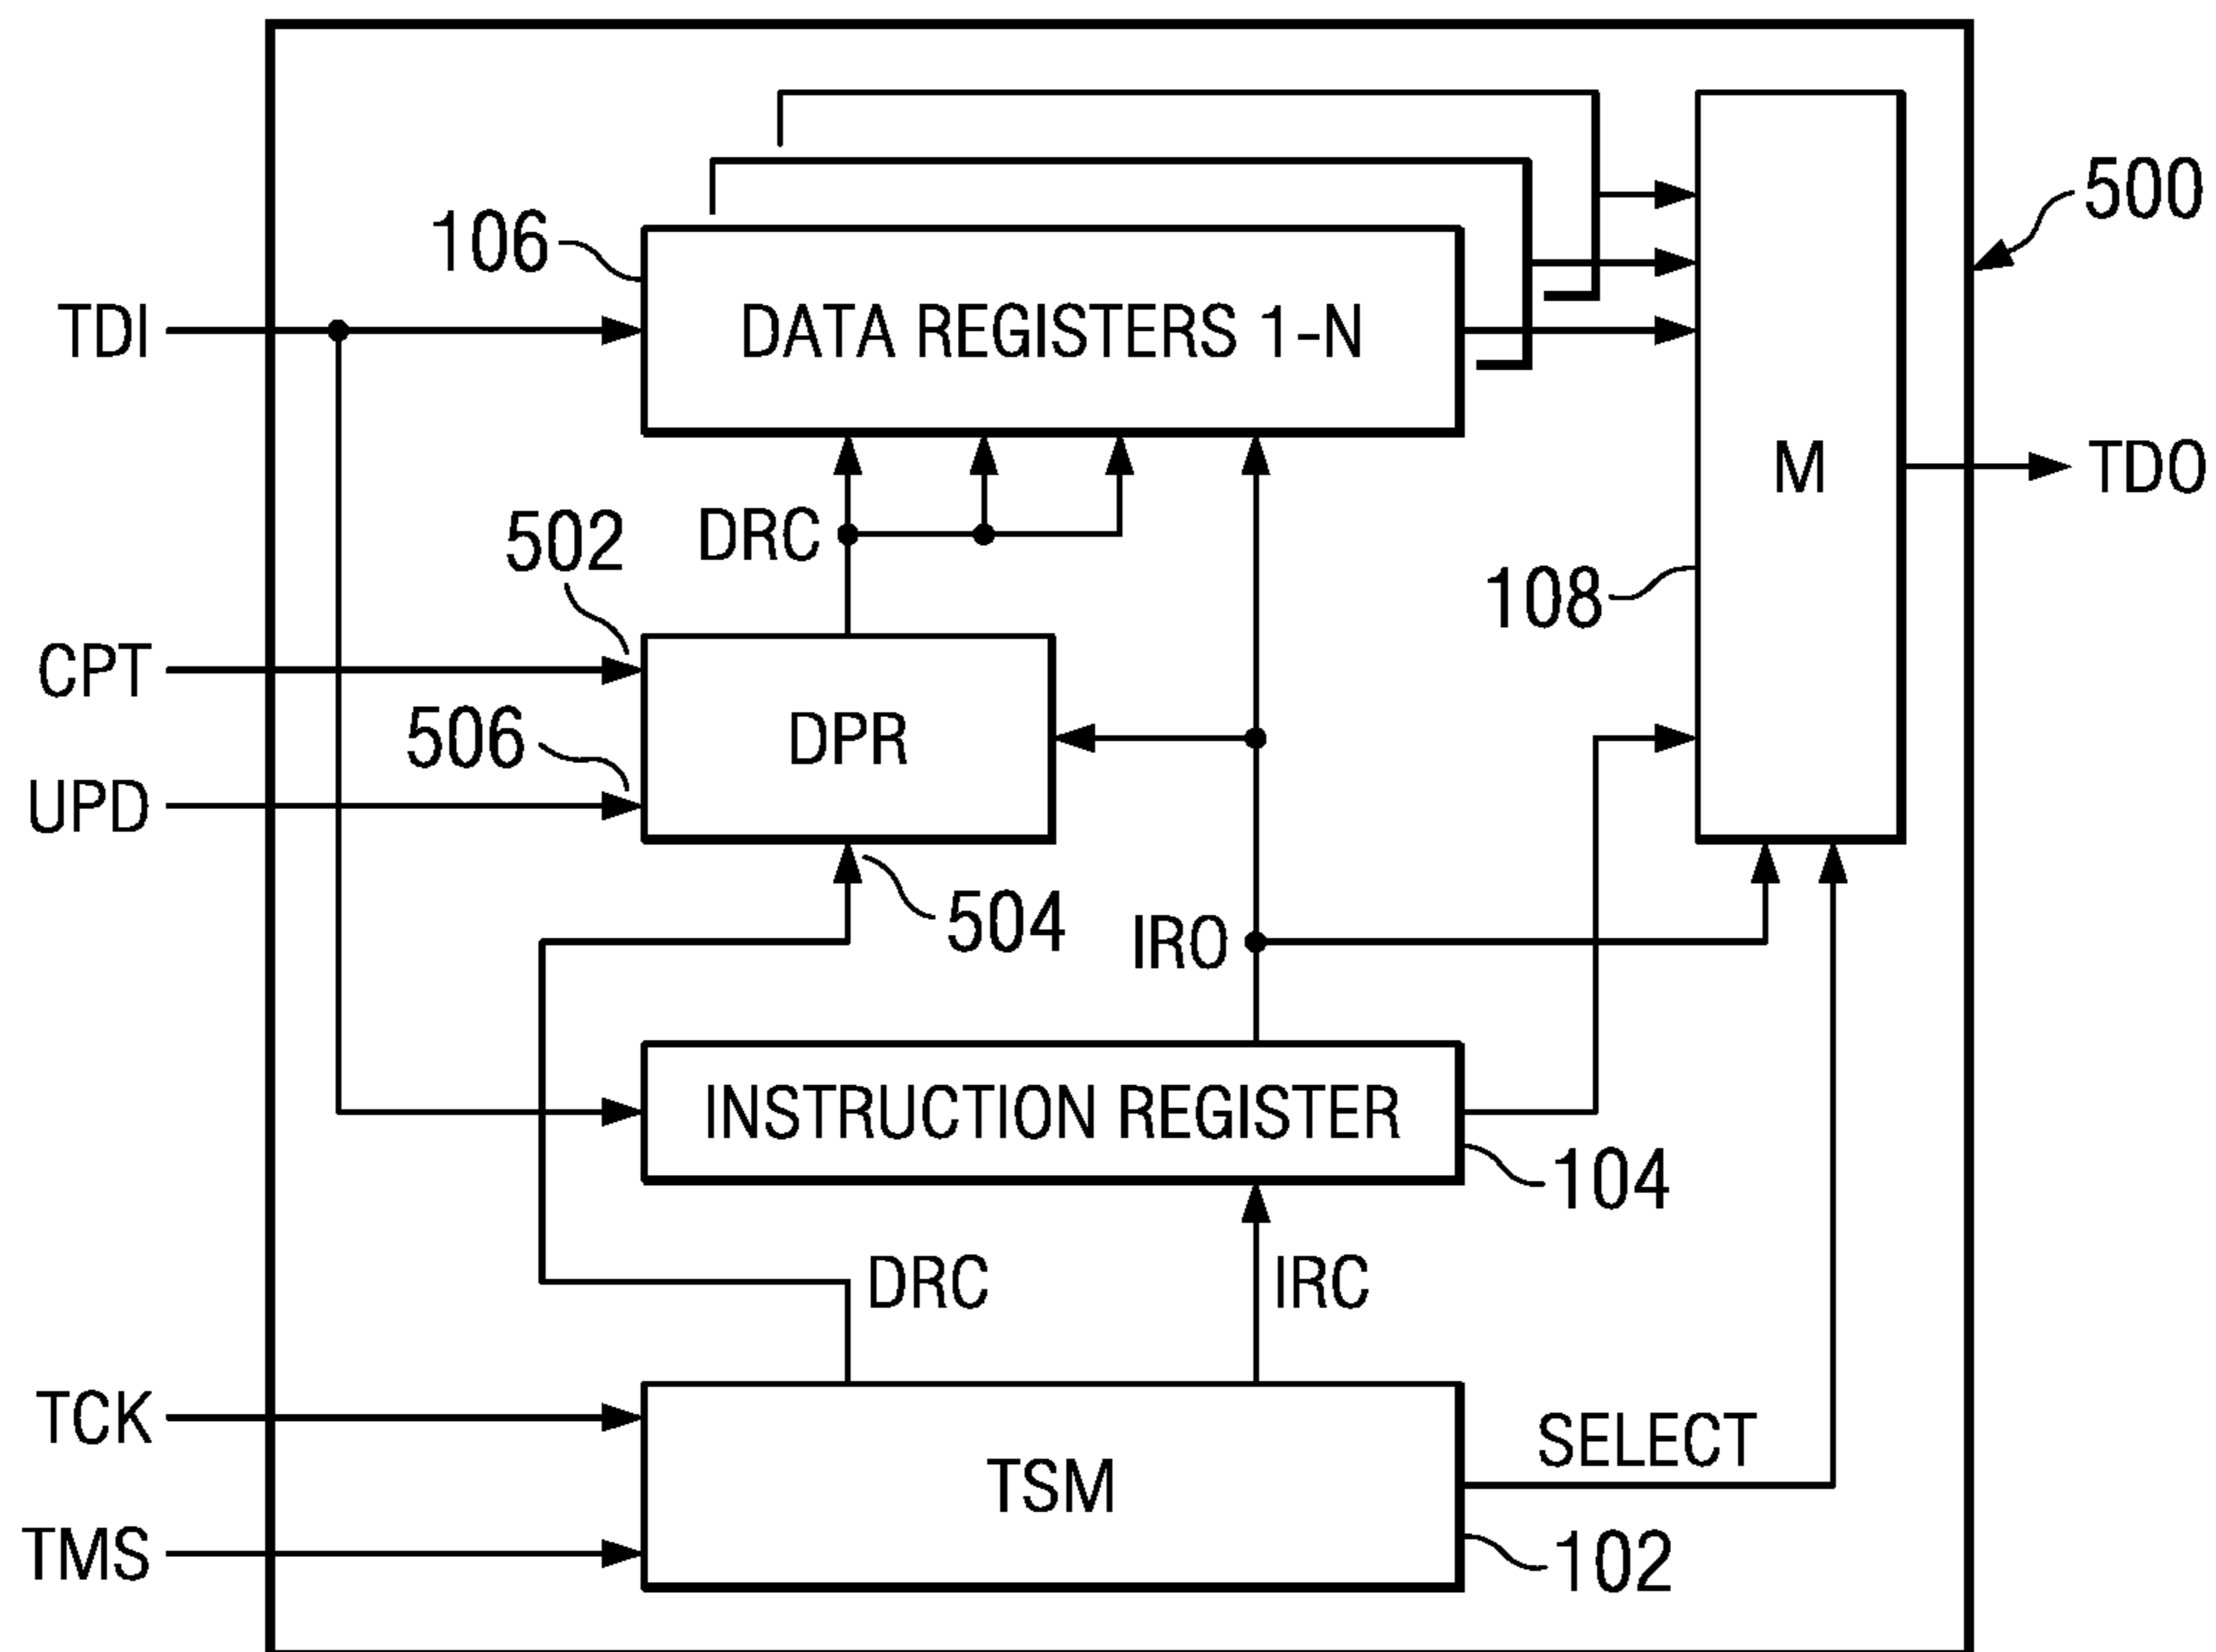 500
106
TDI
DATA REGISTERS 1-N
M
TDO
DRC
502
108
CPT
506
DPR
UPD
504
IRO
INSTRUCTION REGISTER
104
DRC
IRC
TCK
SELECT
TSM
TMS
102